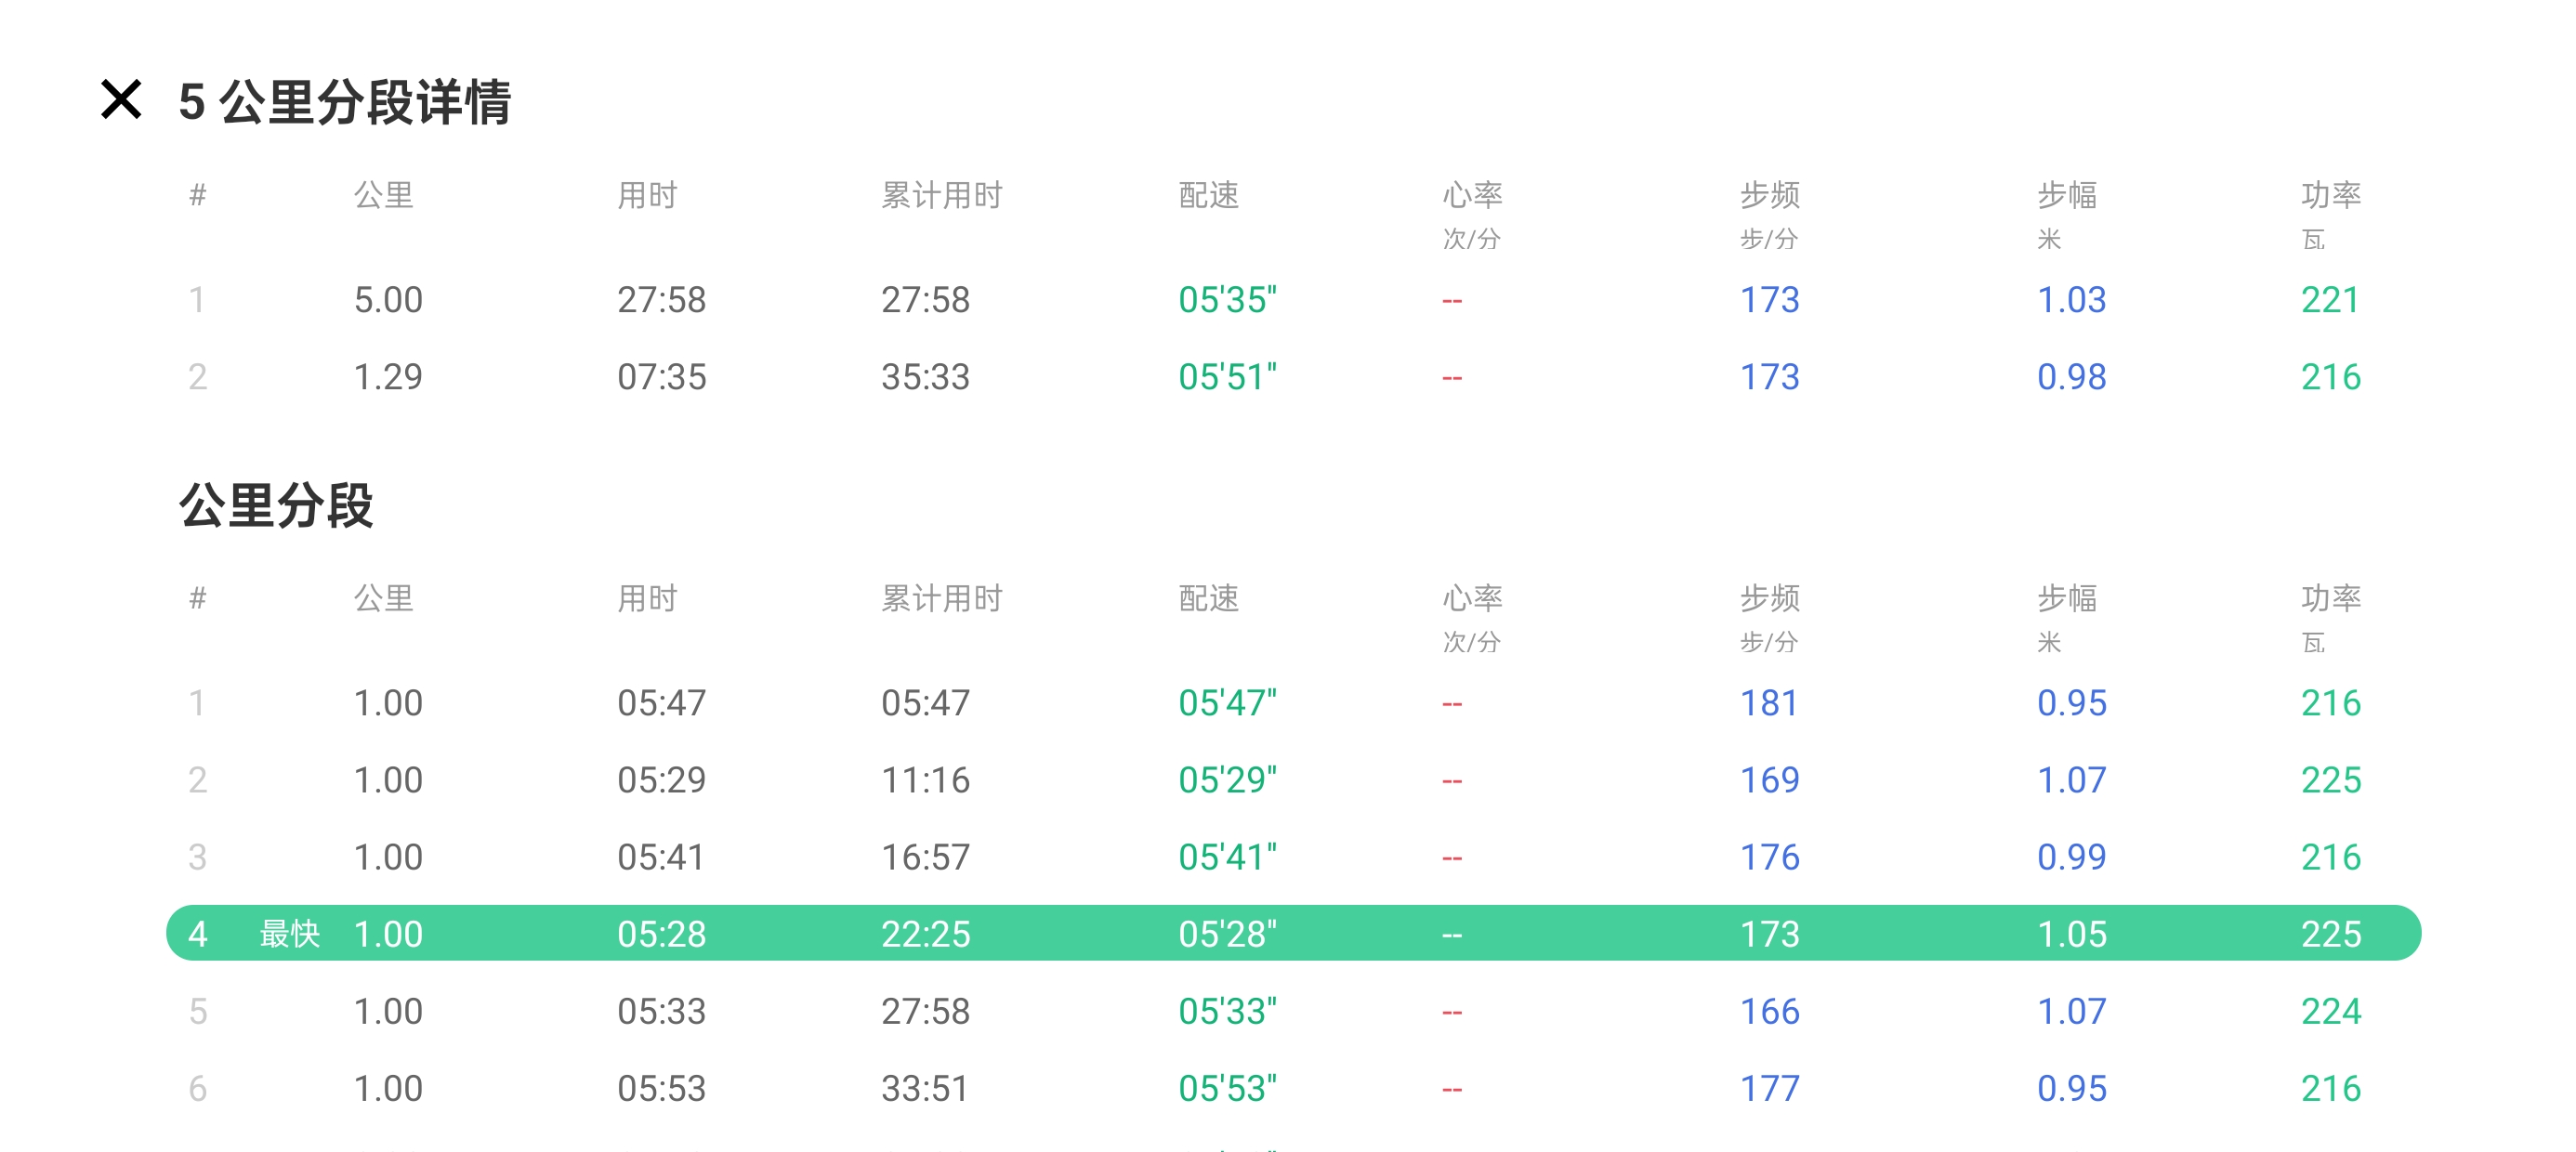 5 公里分段详情
# 公里 用时 累计用时 配速 心率 步频 步幅 功率
次/分 步/分 米 瓦
1 5.00 27:58 27:58 05'35" -- 173 1.03 221
2 1.29 07:35 35:33 05'51" -- 173 0.98 216
公里分段
# 公里 用时 累计用时 配速 心率 步频 步幅 功率
次/分 步/分 米 瓦
1 1.00 05:47 05:47 05'47" -- 181 0.95 216
2 1.00 05:29 11:16 05'29" -- 169 1.07 225
3 1.00 05:41 16:57 05'41" -- 176 0.99 216
4 最快 1.00 05:28 22:25 05'28" -- 173 1.05 225
5 1.00 05:33 27:58 05'33" -- 166 1.07 224
6 1.00 05:53 33:51 05'53" -- 177 0.95 216